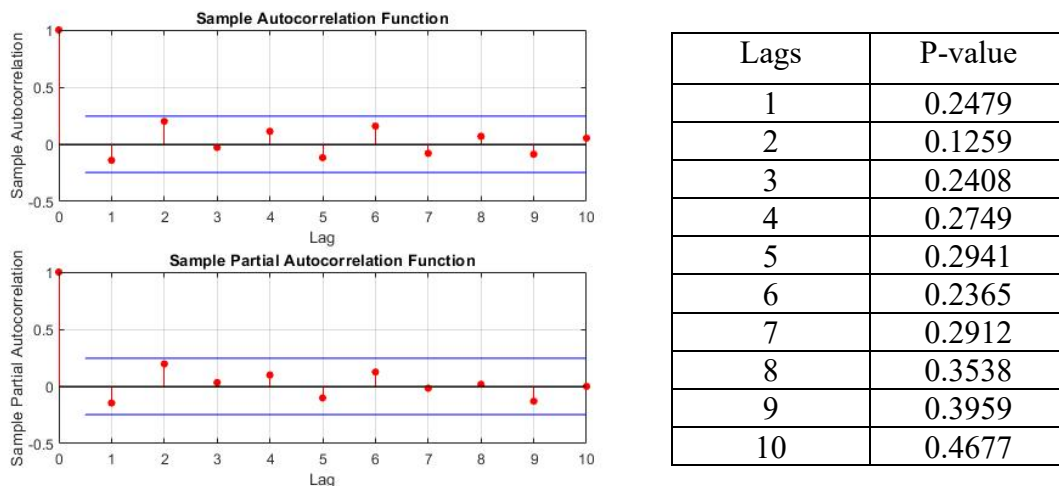 Sample Autocorrelation Function
Sample Autocorrelation
1
0.5
0
-0.5
0 1 2 3 4 5 6 7 8 9 10
Lag
Sample Partial Autocorrelation Function
Sample Partial Autocorrelation
1
0.5
0
-0.5
0 1 2 3 4 5 6 7 8 9 10
Lag
Lags P-value
1 0.2479
2 0.1259
3 0.2408
4 0.2749
5 0.2941
6 0.2365
7 0.2912
8 0.3538
9 0.3959
10 0.4677